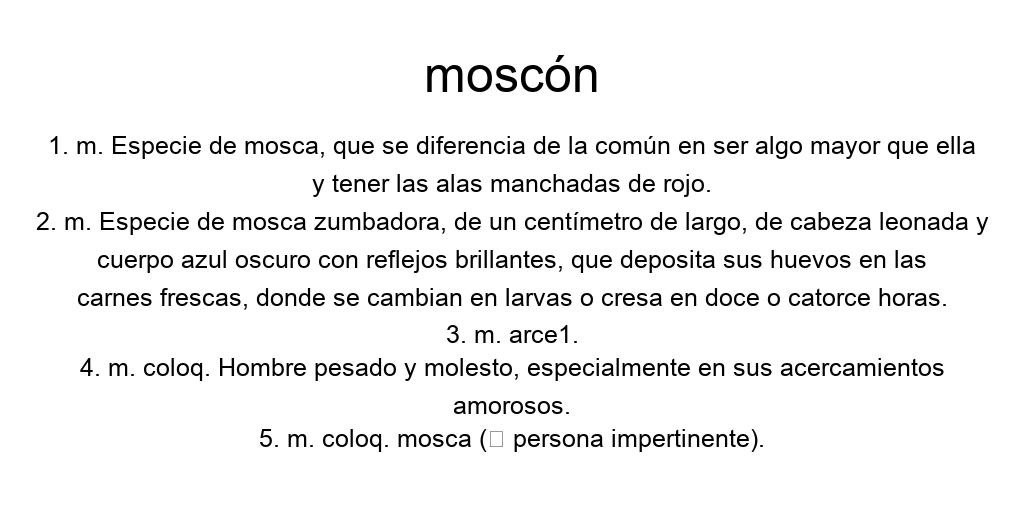 moscón
1. m. Especie de mosca, que se diferencia de la común en ser algo mayor que ella
y tener las alas manchadas de rojo.
2. m. Especie de mosca zumbadora, de un centímetro de largo, de cabeza leonada y
cuerpo azul oscuro con reflejos brillantes, que deposita sus huevos en las
carnes frescas, donde se cambian en larvas o cresa en doce o catorce horas.
3. m. arce1.
4. m. coloq. Hombre pesado y molesto, especialmente en sus acercamientos
amorosos.
5. m. coloq. mosca (□ persona impertinente).